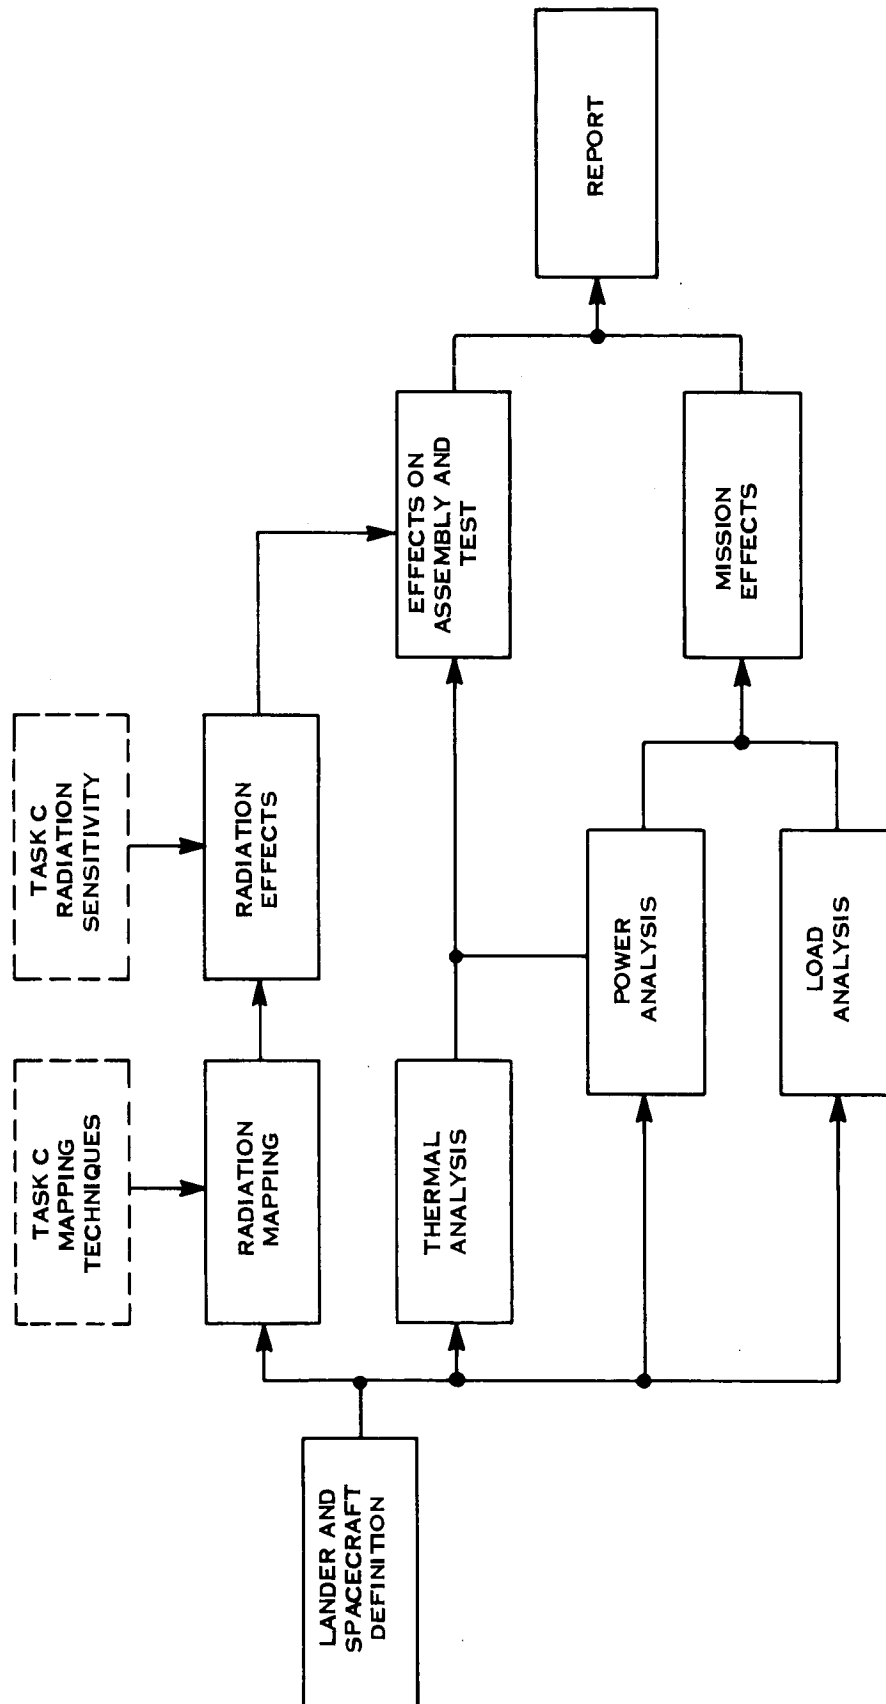 TASK C
MAPPING
TECHNIQUES
TASK C
RADIATION
SENSITIVITY
RADIATION
MAPPING
RADIATION
EFFECTS
LANDER AND
SPACECRAFT
DEFINITION
THERMAL
ANALYSIS
EFFECTS ON
ASSEMBLY AND
TEST
REPORT
POWER
ANALYSIS
MISSION
EFFECTS
LOAD
ANALYSIS